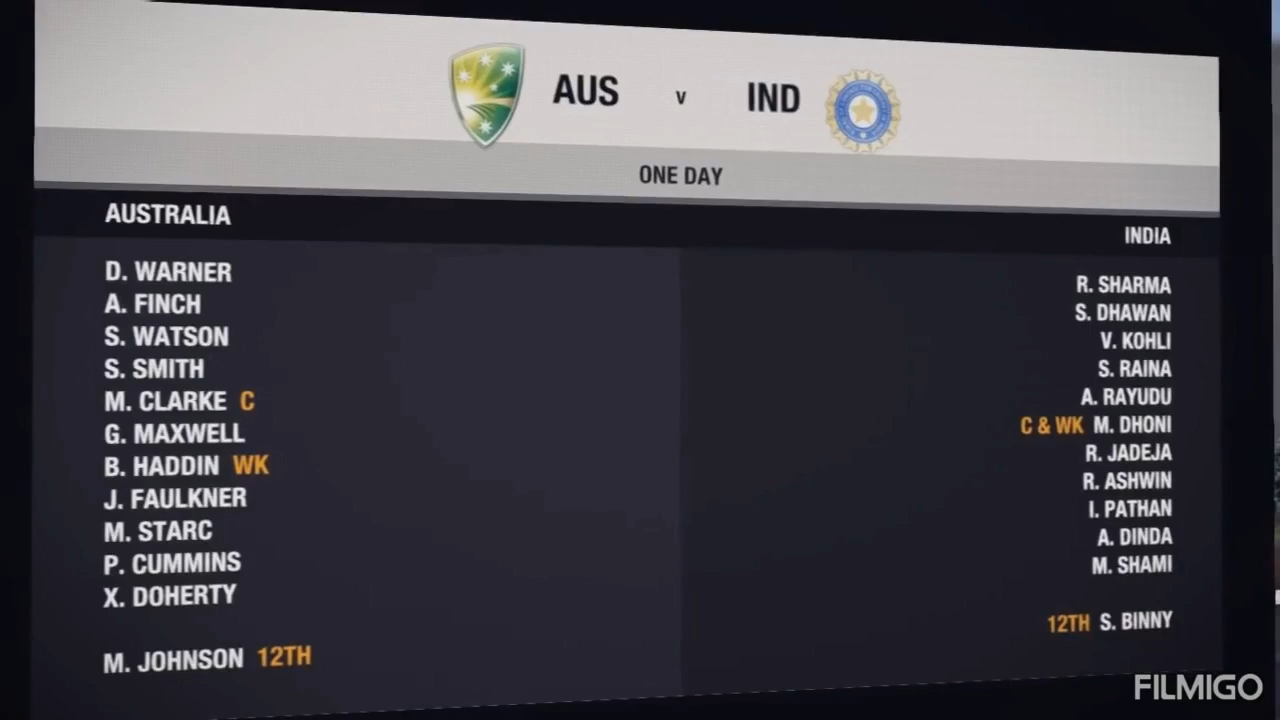 AUS v IND
ONE DAY
AUSTRALIA
D. WARNER
A. FINCH
S. WATSON
S. SMITH
M. CLARKE C
G. MAXWELL
B. HADDIN WK
J. FAULKNER
M. STARC
P. CUMMINS
X. DOHERTY
M. JOHNSON 12TH
INDIA
R. SHARMA
S. DHAWAN
V. KOHLI
S. RAINA
A. RAYUDU
C & WK M. DHONI
R. JADEJA
R. ASHWIN
I. PATHAN
A. DINDA
M. SHAMI
12TH S. BINNY
FILMIGO